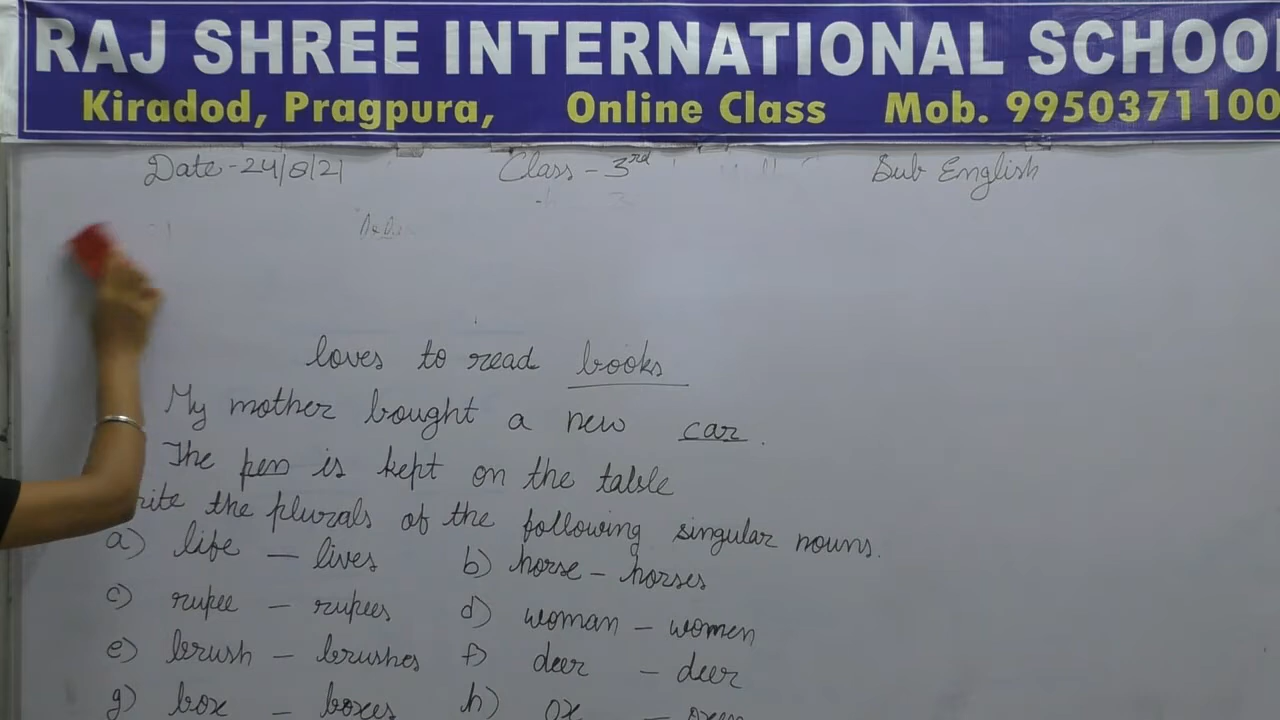 RAJ SHREE INTERNATIONAL SCHOO
Kiradod, Pragpura, Online Class Mob. 9950371100
Date-24/8/21 Class-3rd Sub English
loves to read books
My mother bought a new car.
The pen is kept on the table
rite the plurals of the following singular nouns.
a) life - lives b) horse - horses
c) rupee - rupees d) woman - women
e) brush - brushes f) deer - deer
g) box - boxes h) ox - oxen